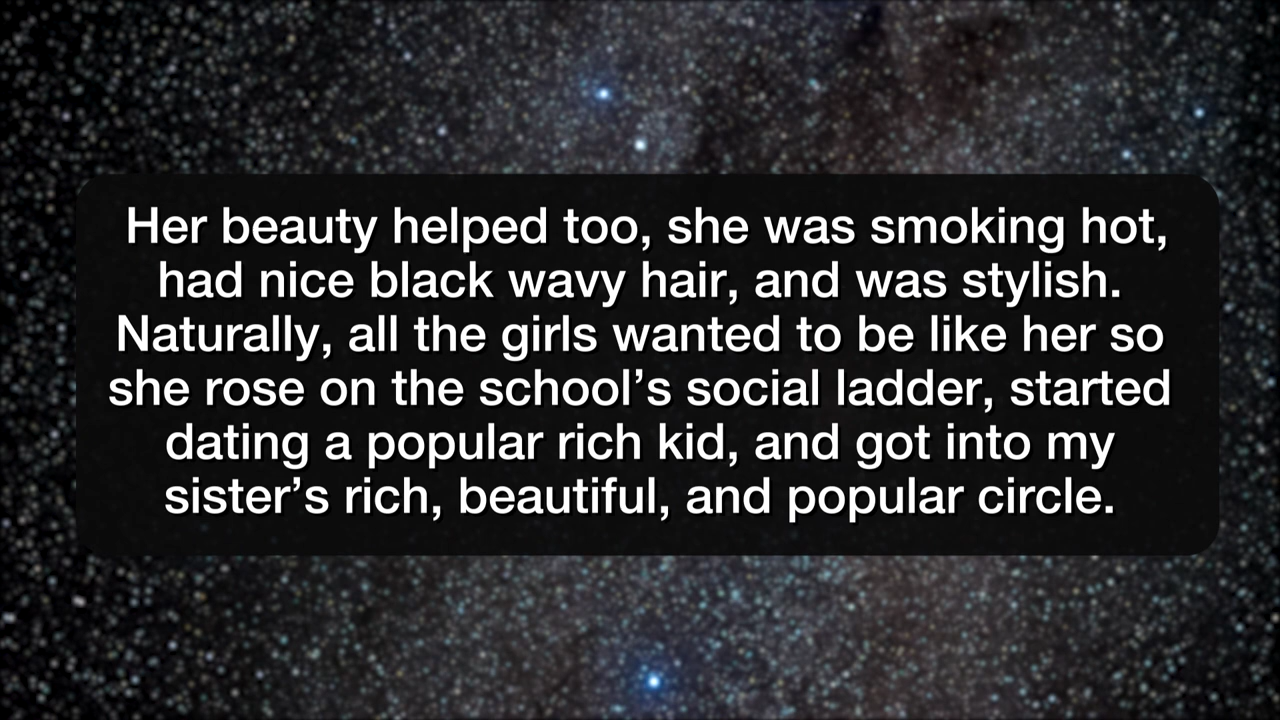 Her beauty helped too, she was smoking hot,
had nice black wavy hair, and was stylish.
Naturally, all the girls wanted to be like her so
she rose on the school’s social ladder, started
dating a popular rich kid, and got into my
sister’s rich, beautiful, and popular circle.